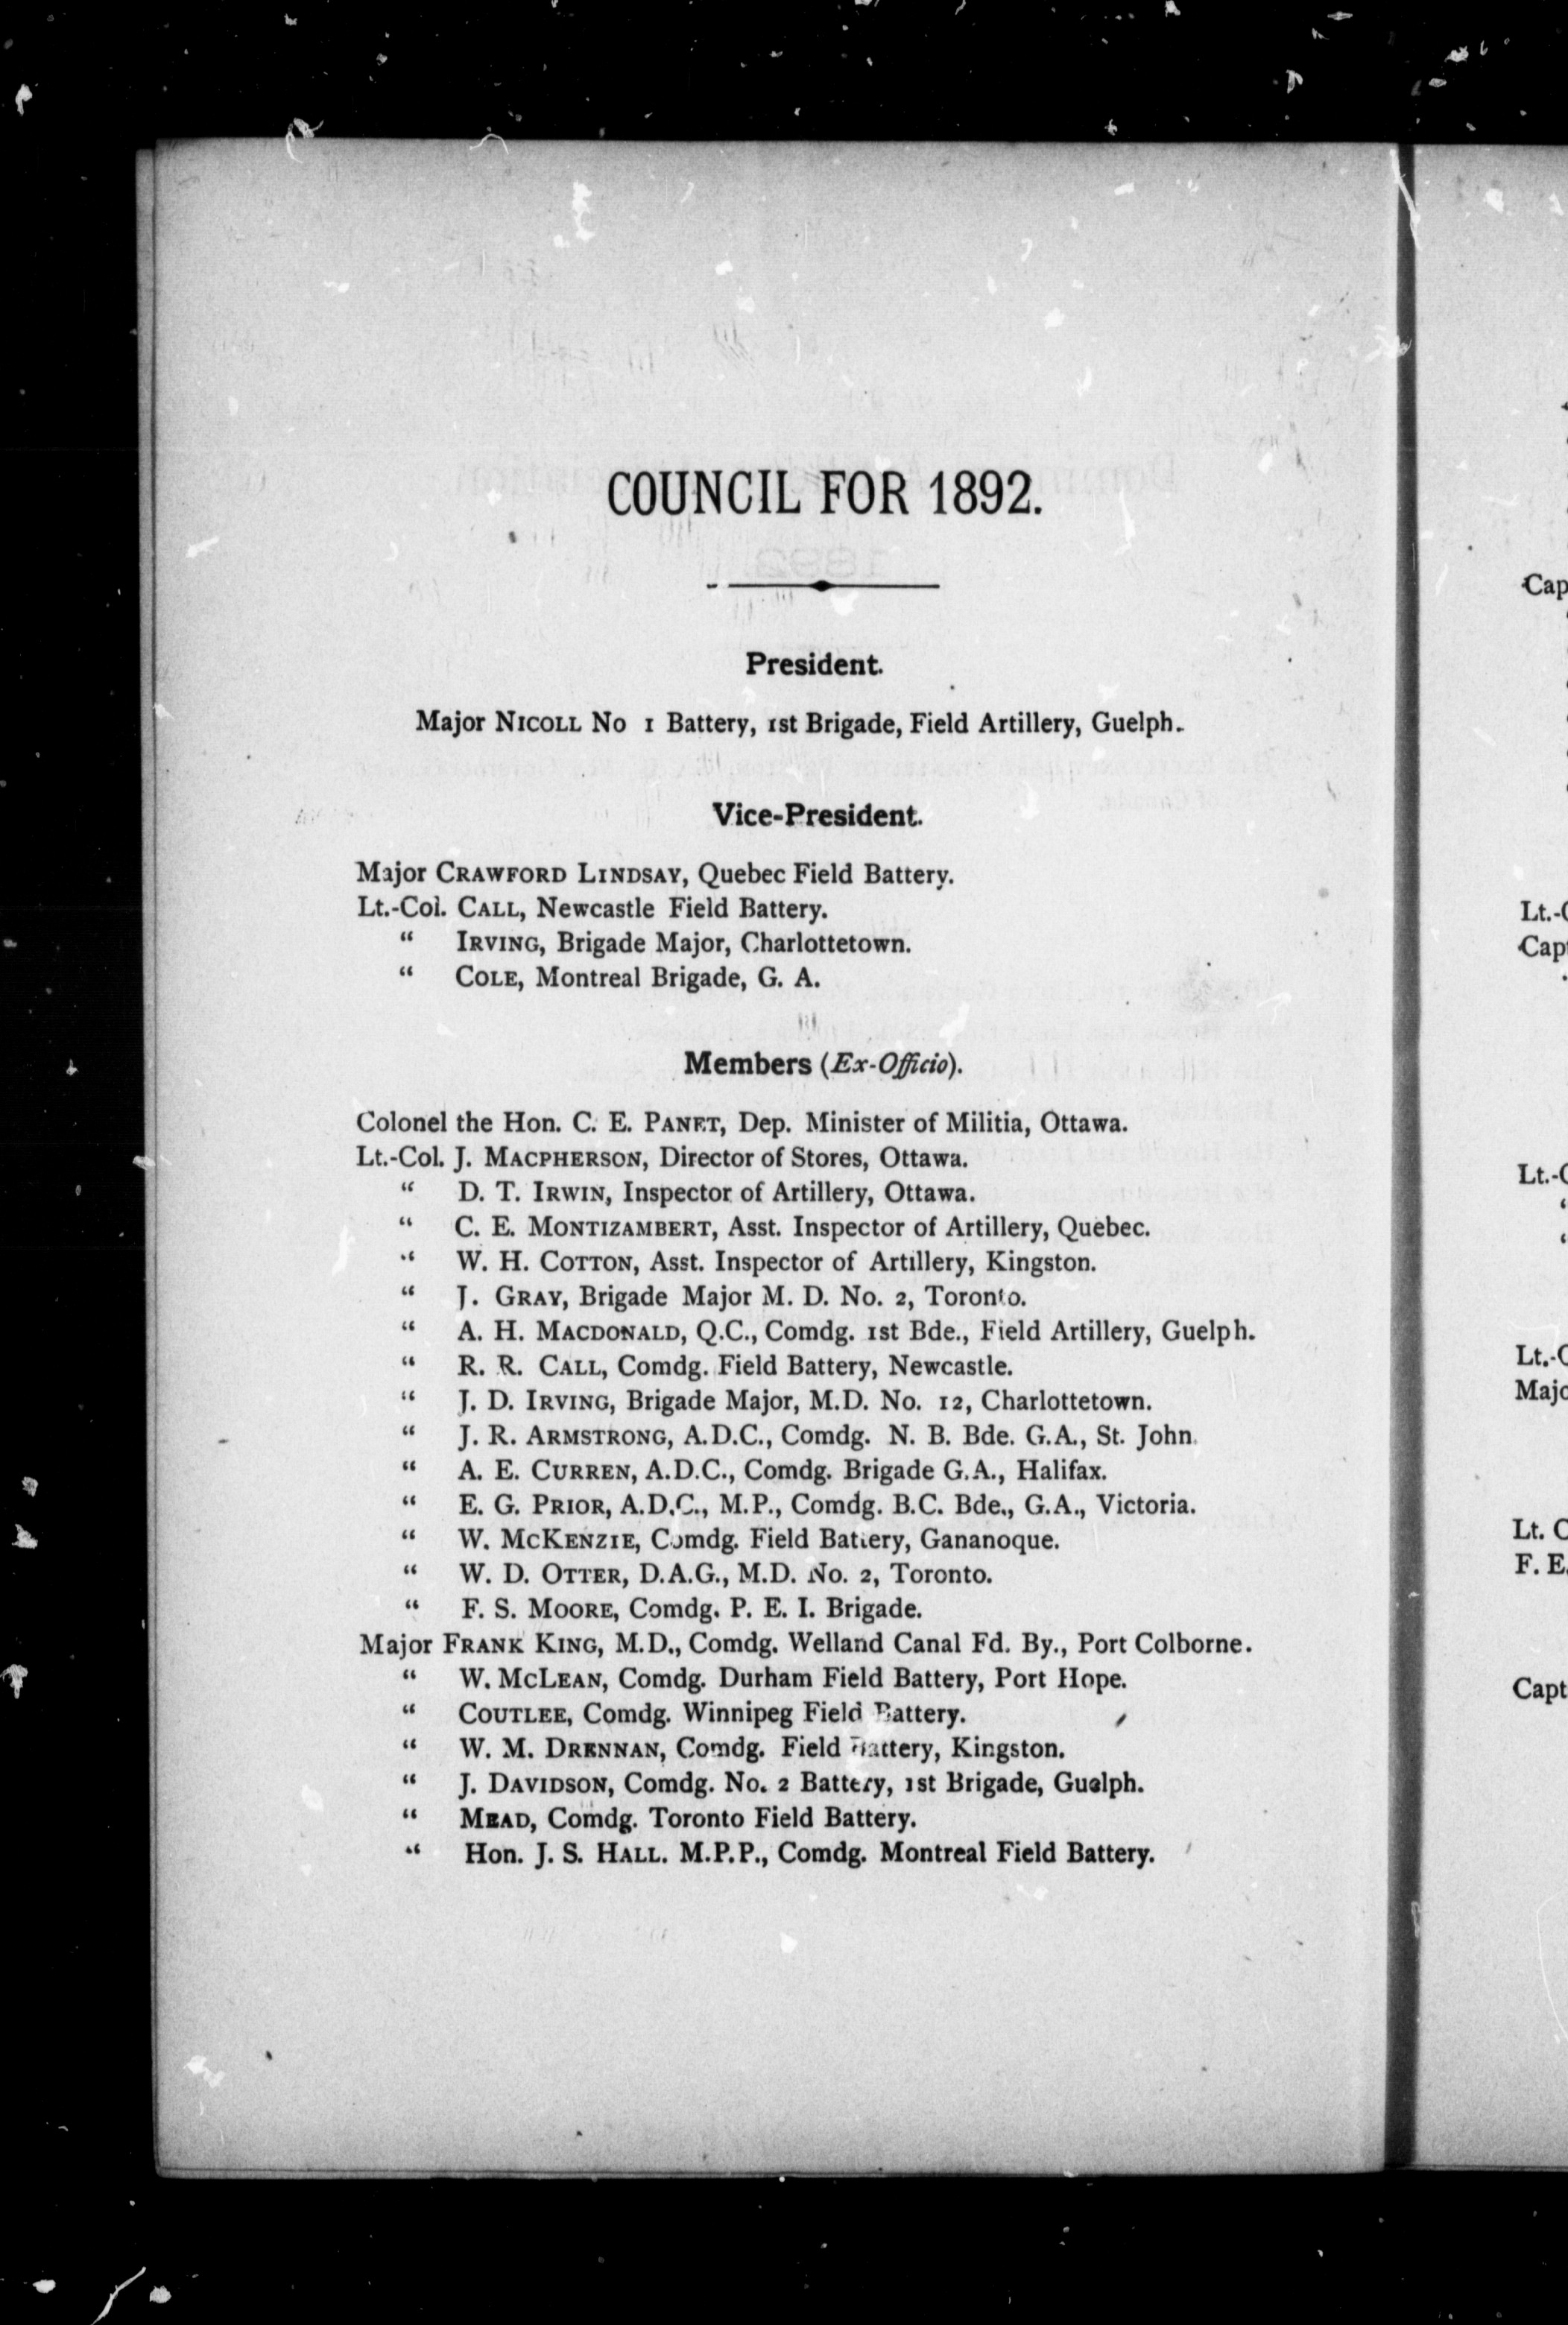 COUNCIL FOR 1892.
President.
Major NICOLL No 1 Battery, 1st Brigade, Field Artillery, Guelph.
Vice-President.
Major CRAWFORD LINDSAY, Quebec Field Battery.
Lt.-Col. CALL, Newcastle Field Battery.
“ IRVING, Brigade Major, Charlottetown.
“ COLE, Montreal Brigade, G. A.
Members (Ex-Officio).
Colonel the Hon. C. E. PANET, Dep. Minister of Militia, Ottawa.
Lt.-Col. J. MACPHERSON, Director of Stores, Ottawa.
“ D. T. IRWIN, Inspector of Artillery, Ottawa.
“ C. E. MONTIZAMBERT, Asst. Inspector of Artillery, Quebec.
“ W. H. COTTON, Asst. Inspector of Artillery, Kingston.
“ J. GRAY, Brigade Major M. D. No. 2, Toronto.
“ A. H. MACDONALD, Q.C., Comdg. 1st Bde., Field Artillery, Guelph.
“ R. R. CALL, Comdg. Field Battery, Newcastle.
“ J. D. IRVING, Brigade Major, M.D. No. 12, Charlottetown.
“ J. R. ARMSTRONG, A.D.C., Comdg. N. B. Bde. G.A., St. John.
“ A. E. CURREN, A.D.C., Comdg. Brigade G.A., Halifax.
“ E. G. PRIOR, A.D.C., M.P., Comdg. B.C. Bde., G.A., Victoria.
“ W. MCKENZIE, Comdg. Field Battery, Gananoque.
“ W. D. OTTER, D.A.G., M.D. No. 2, Toronto.
“ F. S. MOORE, Comdg. P. E. I. Brigade.
Major FRANK KING, M.D., Comdg. Welland Canal Fd. By., Port Colborne.
“ W. MCLEAN, Comdg. Durham Field Battery, Port Hope.
“ COUTLEE, Comdg. Winnipeg Field Battery.
“ W. M. DRENNAN, Comdg. Field Battery, Kingston.
“ J. DAVIDSON, Comdg. No. 2 Battery, 1st Brigade, Guelph.
“ MEAD, Comdg. Toronto Field Battery.
“ Hon. J. S. HALL. M.P.P., Comdg. Montreal Field Battery.